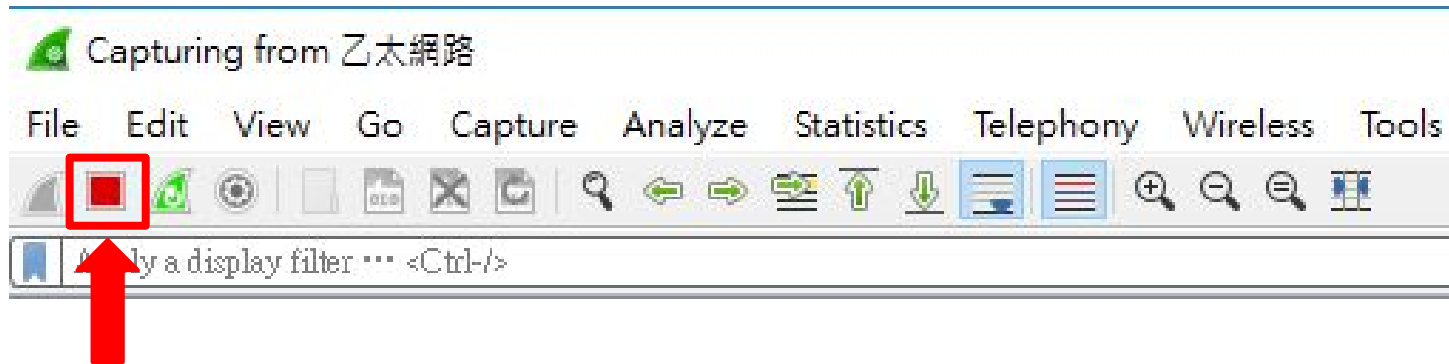 Capturing from 乙太網路
File Edit View Go Capture Analyze Statistics Telephony Wireless Tools
ly a display filter ··· <Ctrl-/>